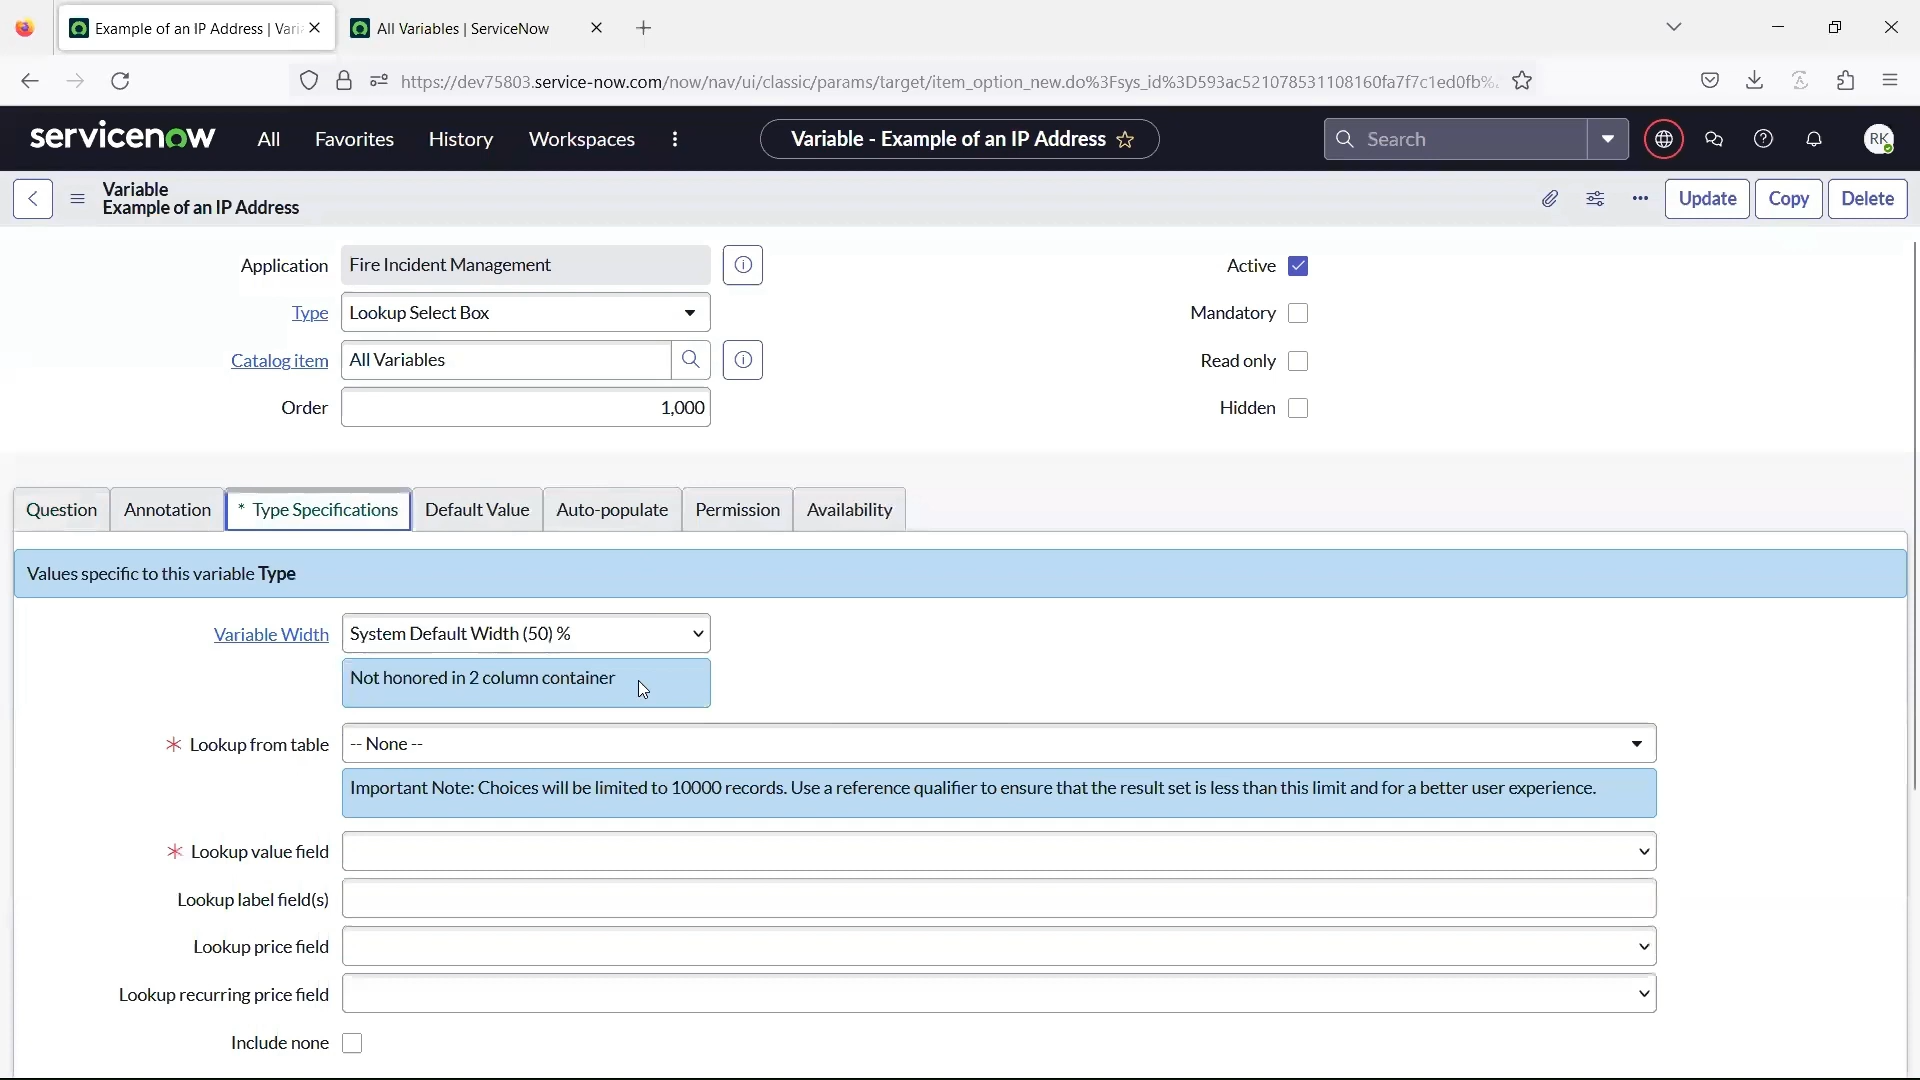 Example of an IP Address | Vari
All Variables | ServiceNow
https://dev75803.service-now.com/now/nav/ui/classic/params/target/item_option_new.do%3Fsys_id%3D593ac521078531108160fa7f7c1ed0fb%
servicenow
All
Favorites
History
Workspaces
Variable - Example of an IP Address
Search
RK
Variable
Example of an IP Address
Update
Copy
Delete
Application
Fire Incident Management
Active
Type
Lookup Select Box
Mandatory
Catalog item
All Variables
Read only
Order
1,000
Hidden
Question
Annotation
* Type Specifications
Default Value
Auto-populate
Permission
Availability
Values specific to this variable Type
Variable Width
System Default Width (50) %
Not honored in 2 column container
* Lookup from table
-- None --
Important Note: Choices will be limited to 10000 records. Use a reference qualifier to ensure that the result set is less than this limit and for a better user experience.
* Lookup value field
Lookup label field(s)
Lookup price field
Lookup recurring price field
Include none